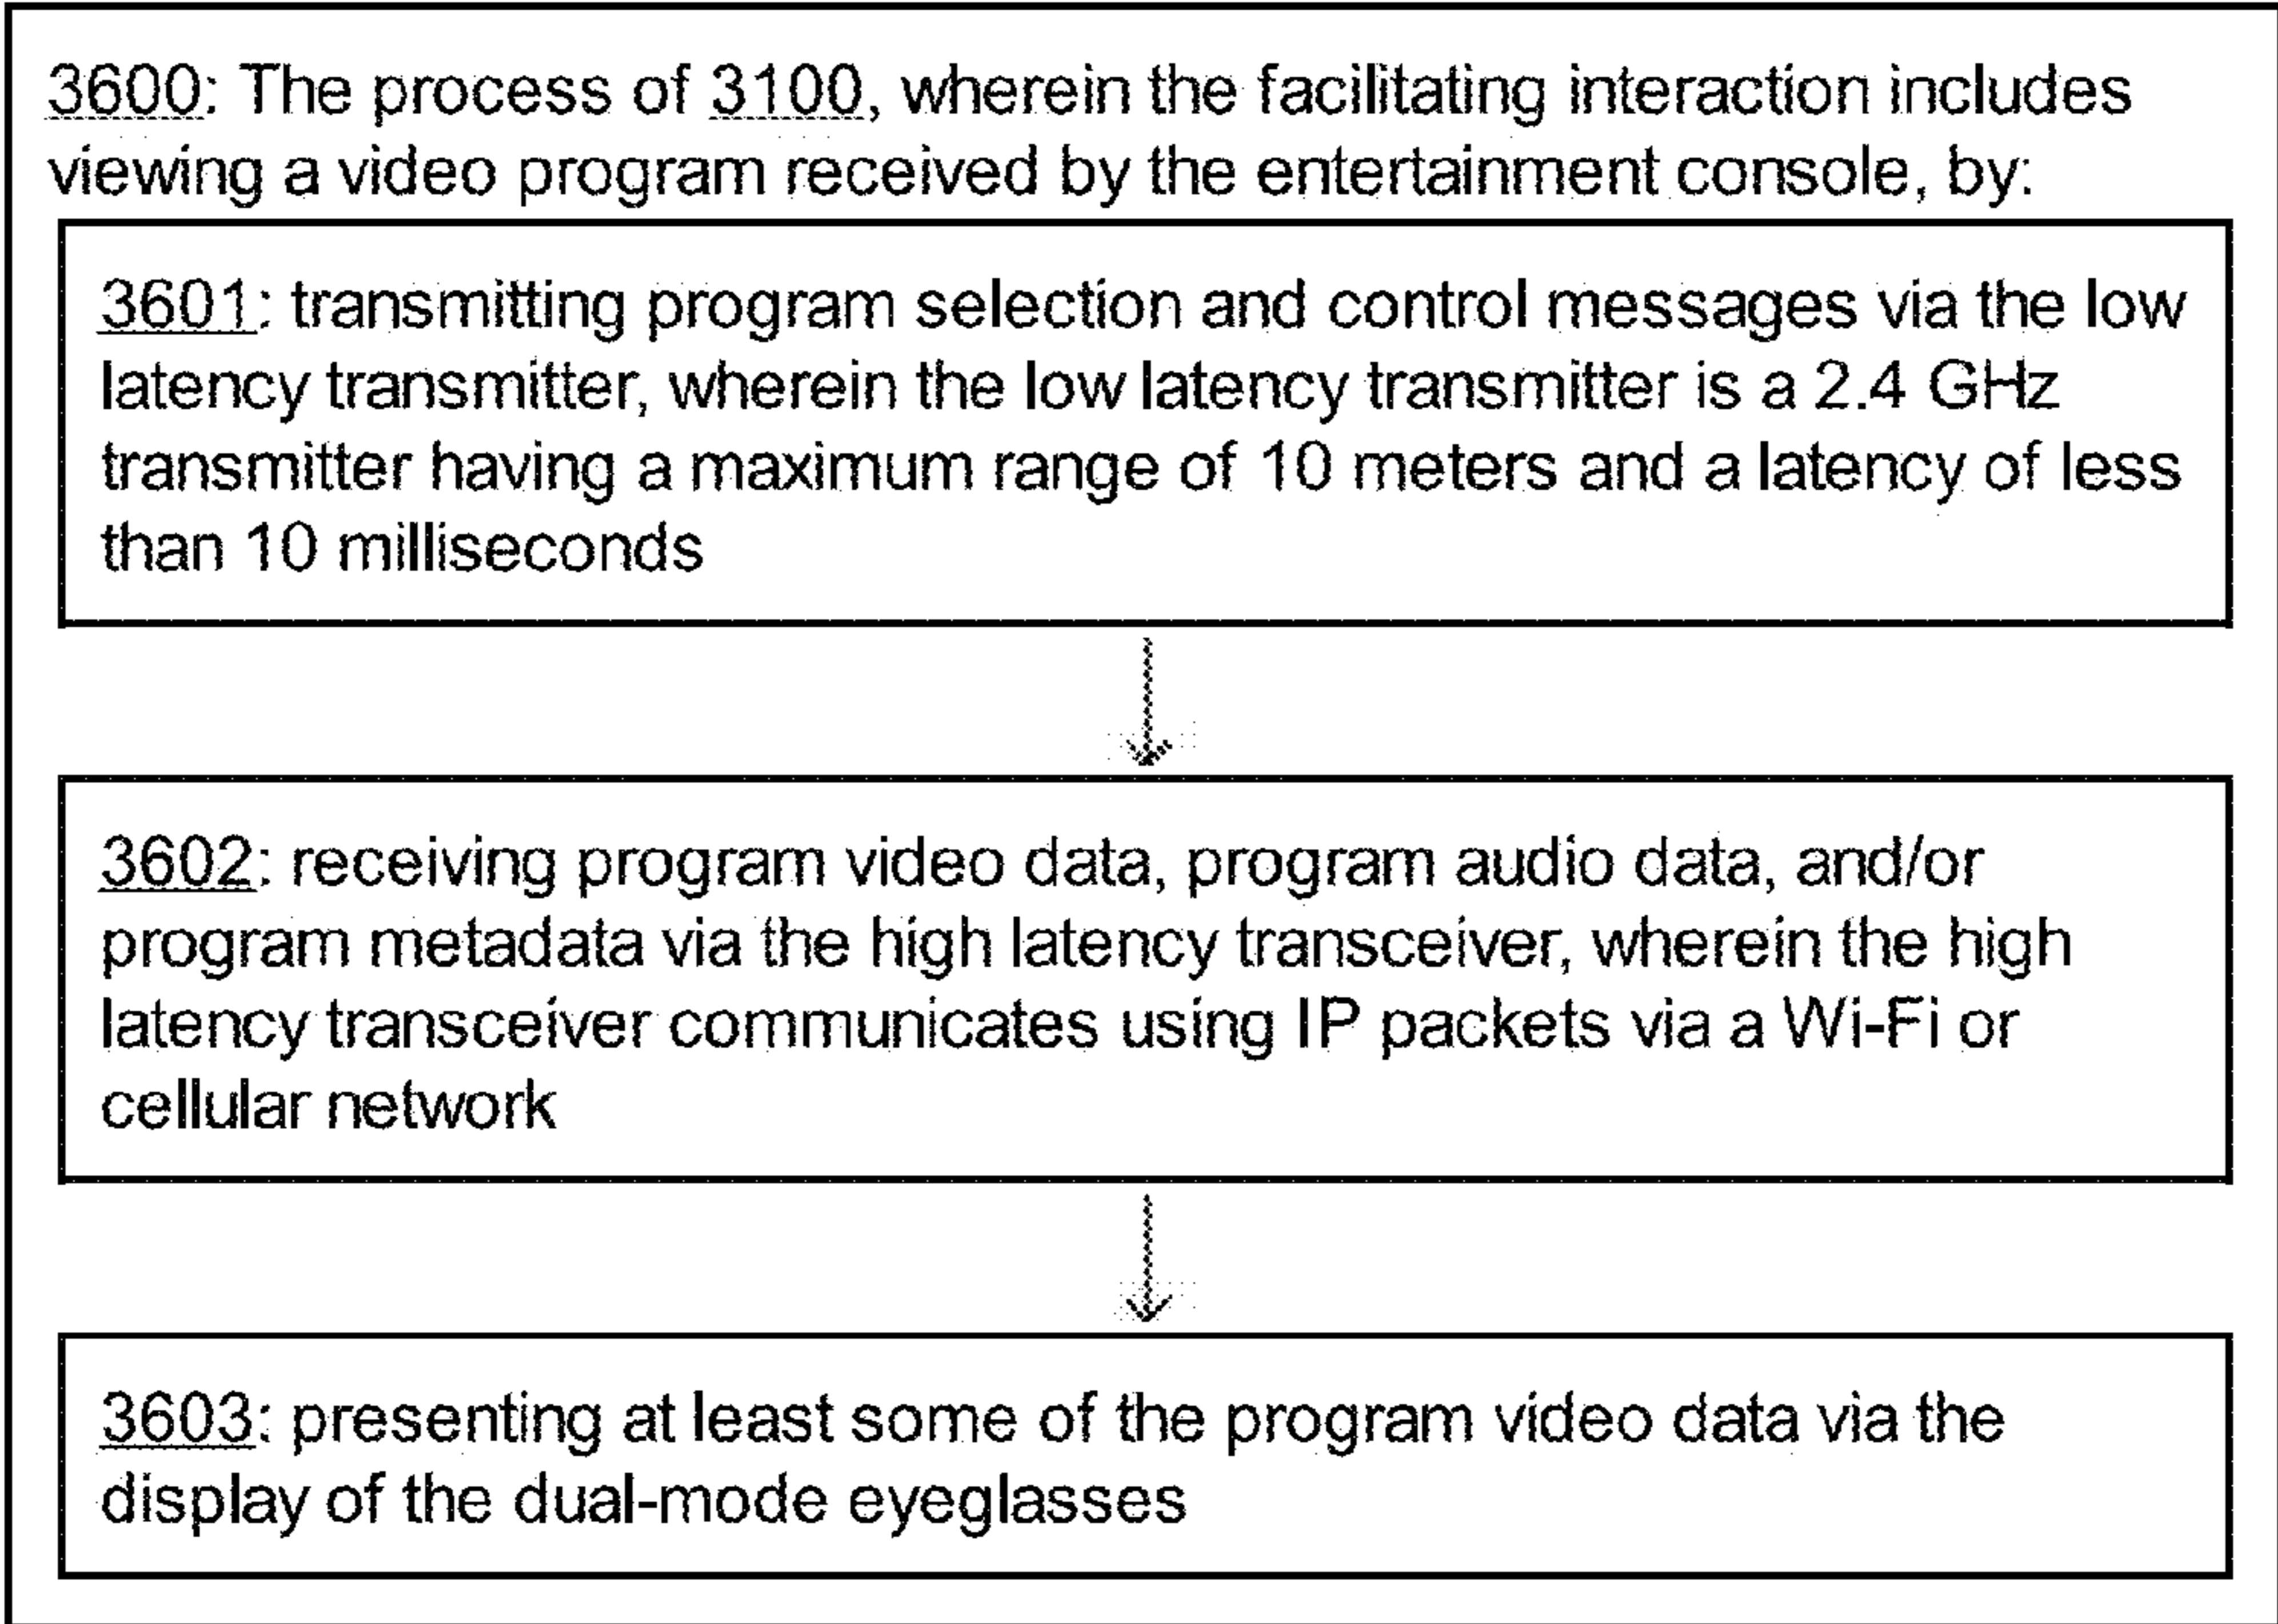 3600: The process of 3100, wherein the facilitating interaction includes
viewing a video program received by the entertainment console, by:
3601: transmitting program selection and control messages via the low
latency transmitter, wherein the low latency transmitter is a 2.4 GHz
transmitter having a maximum range of 10 meters and a latency of less
than 10 milliseconds
3602: receiving program video data, program audio data, and/or
program metadata via the high latency transceiver, wherein the high
latency transceiver communicates using IP packets via a Wi-Fi or
cellular network
3603: presenting at least some of the program video data via the
display of the dual-mode eyeglasses